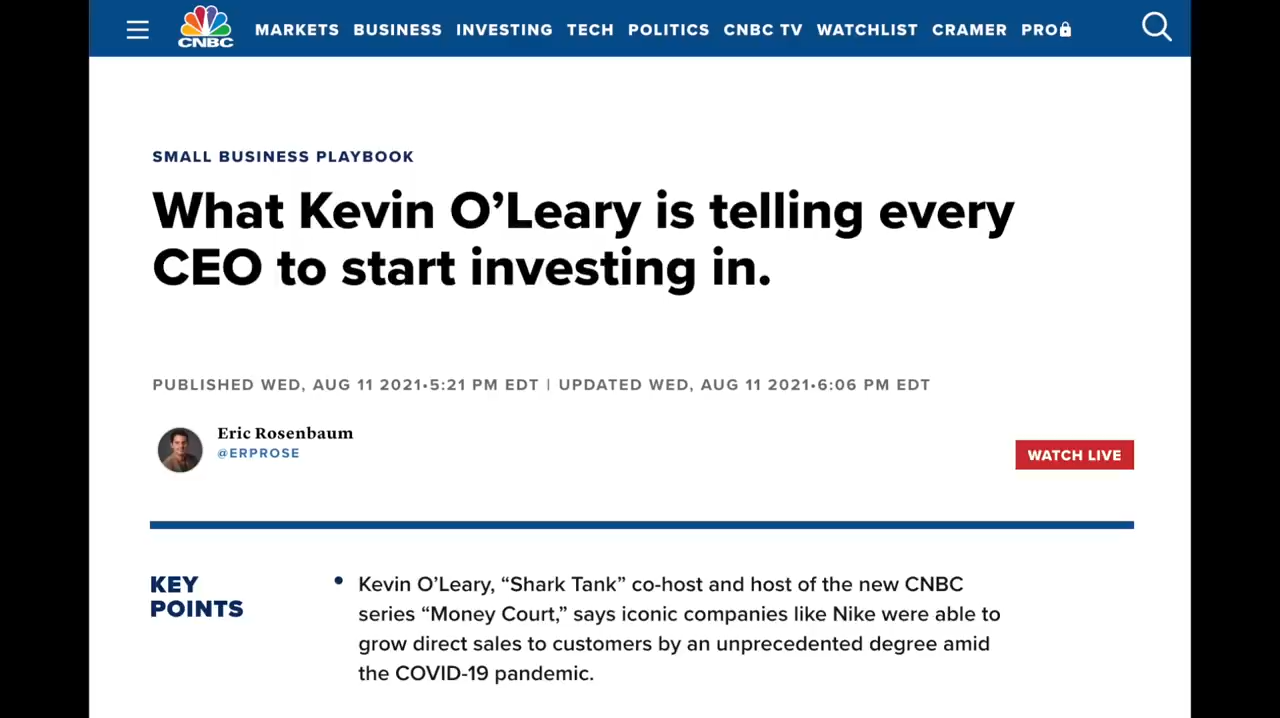 CNBC
MARKETS BUSINESS INVESTING TECH POLITICS CNBC TV WATCHLIST CRAMER PRO
SMALL BUSINESS PLAYBOOK
What Kevin O’Leary is telling every
CEO to start investing in.
PUBLISHED WED, AUG 11 2021•5:21 PM EDT | UPDATED WED, AUG 11 2021•6:06 PM EDT
Eric Rosenbaum
@ERPROSE
WATCH LIVE
KEY
POINTS
• Kevin O’Leary, “Shark Tank” co-host and host of the new CNBC
series “Money Court,” says iconic companies like Nike were able to
grow direct sales to customers by an unprecedented degree amid
the COVID-19 pandemic.